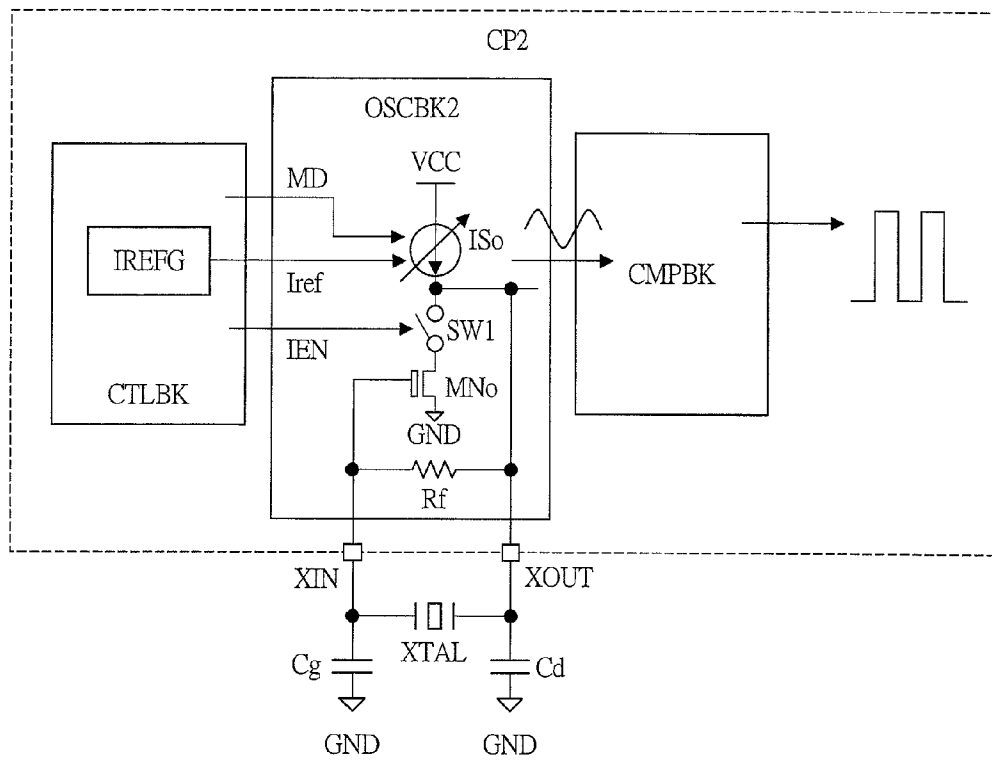 CP2
OSCBK2
VCC
MD
ISo
IREFG
Iref
CMPBK
SW1
IEN
MNo
CTLBK
GND
Rf
XIN
XOUT
XTAL
Cg
Cd
GND
GND